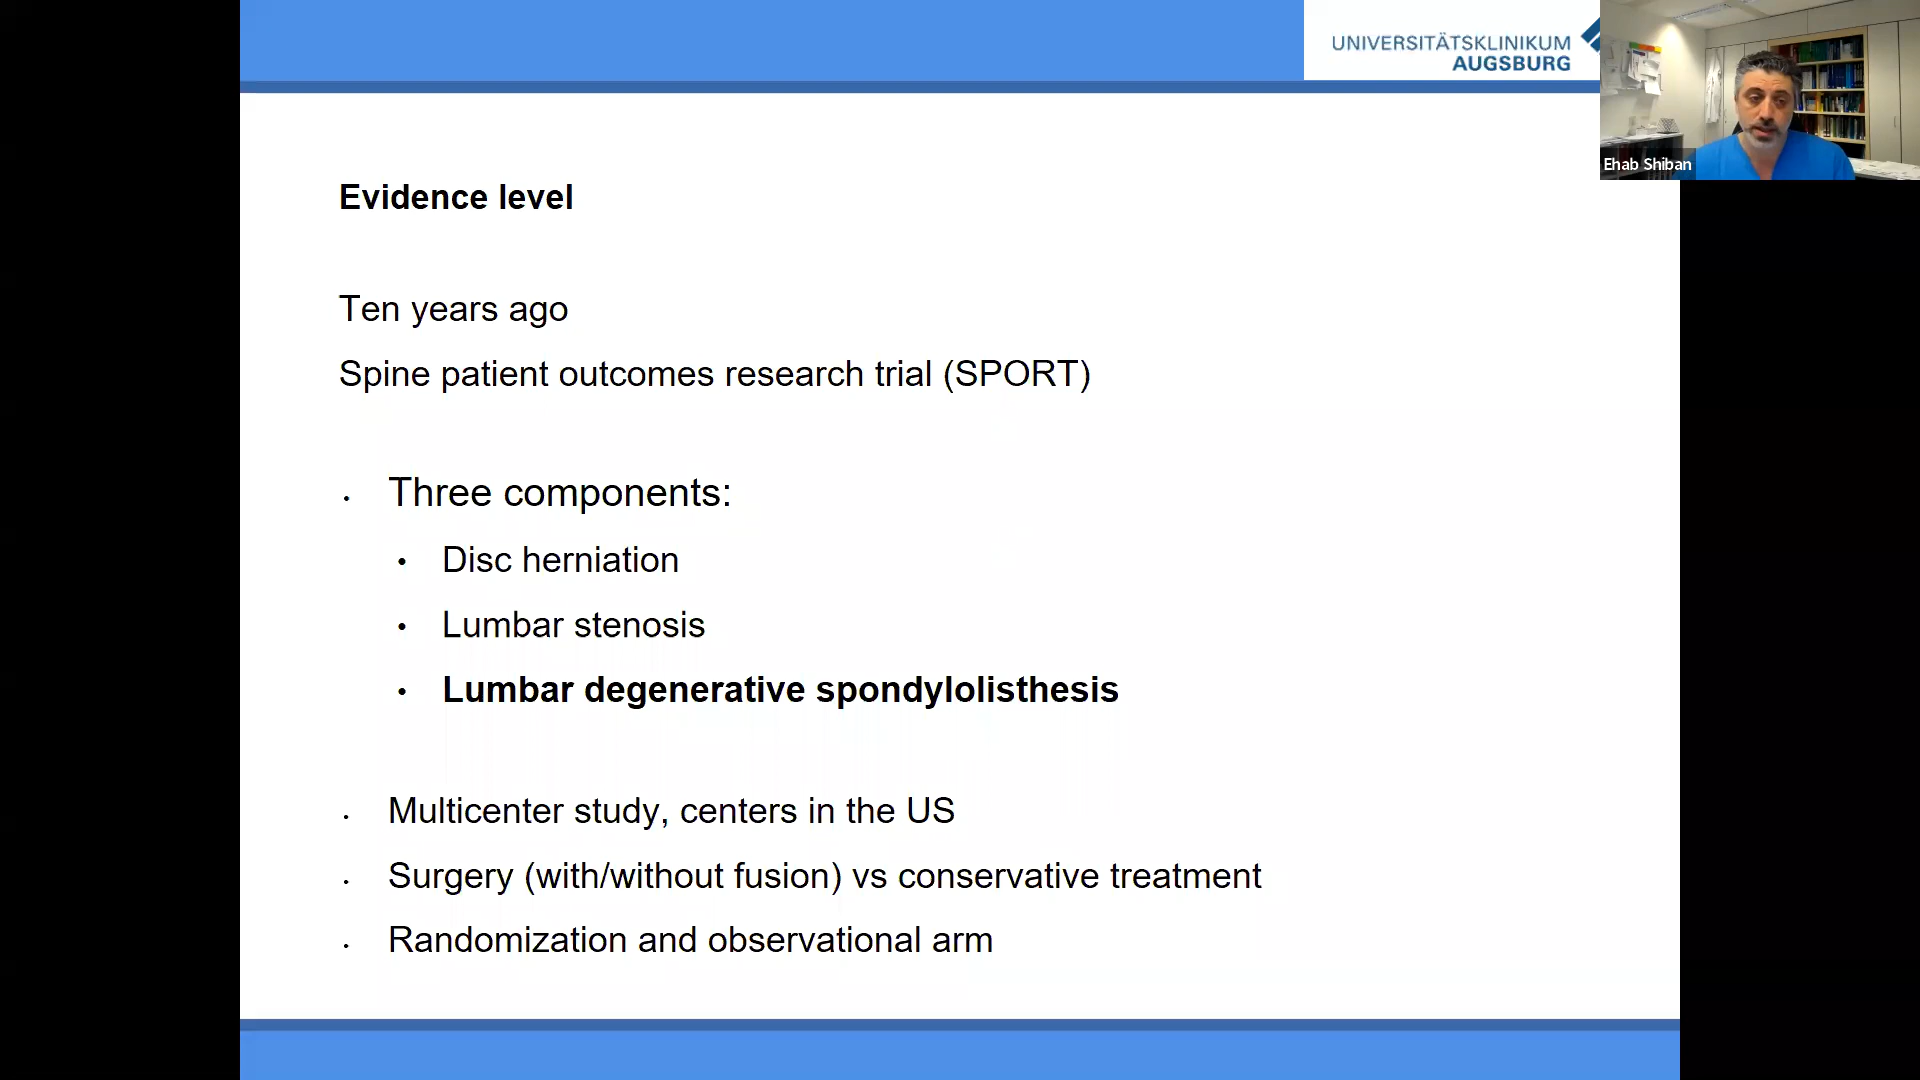 UNIVERSITÄTSKLINIKUM
AUGSBURG
Ehab Shiban
Evidence level
Ten years ago
Spine patient outcomes research trial (SPORT)
• Three components:
• Disc herniation
• Lumbar stenosis
• Lumbar degenerative spondylolisthesis
• Multicenter study, centers in the US
• Surgery (with/without fusion) vs conservative treatment
• Randomization and observational arm